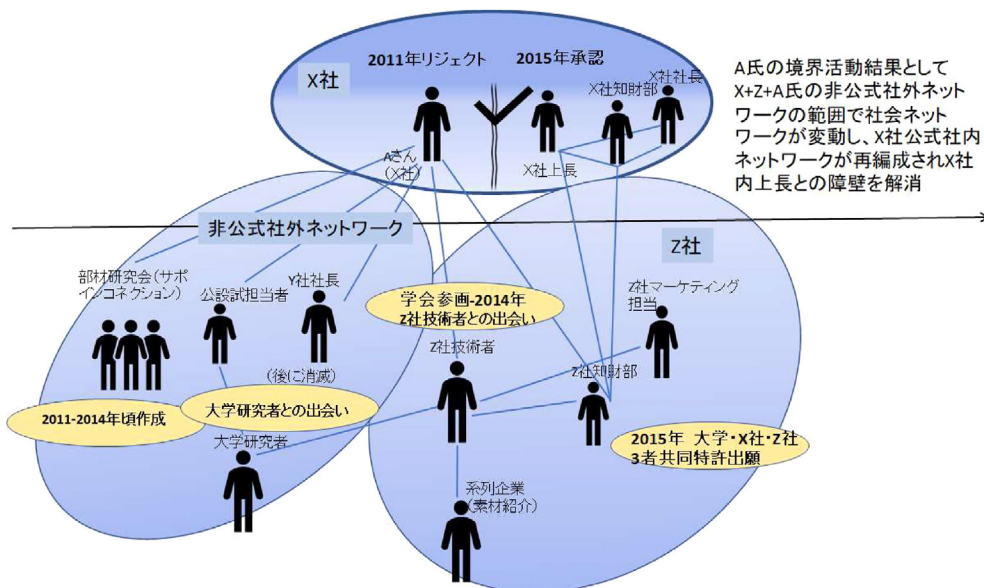 X社
2011年リジェクト
2015年承認
X社知財部
X社社長
Aさん
(X社)
X社上長
A氏の境界活動結果として
X+Z+A氏の非公式社外ネット
ワークの範囲で社会ネット
ワークが変動し、X社公式社内
ネットワークが再編成されX社
内上長との障壁を解消
非公式社外ネットワーク
Z社
部材研究会(サポ
インコネクション)
公設試担当者
Y社社長
(後に消滅)
学会参画-2014年
Z社技術者との出会い
Z社マーケティング
担当
Z社技術者
Z社知財部
2011-2014年頃作成
大学研究者との出会い
大学研究者
2015年 大学・X社・Z社
3者共同特許出願
系列企業
(素材紹介)